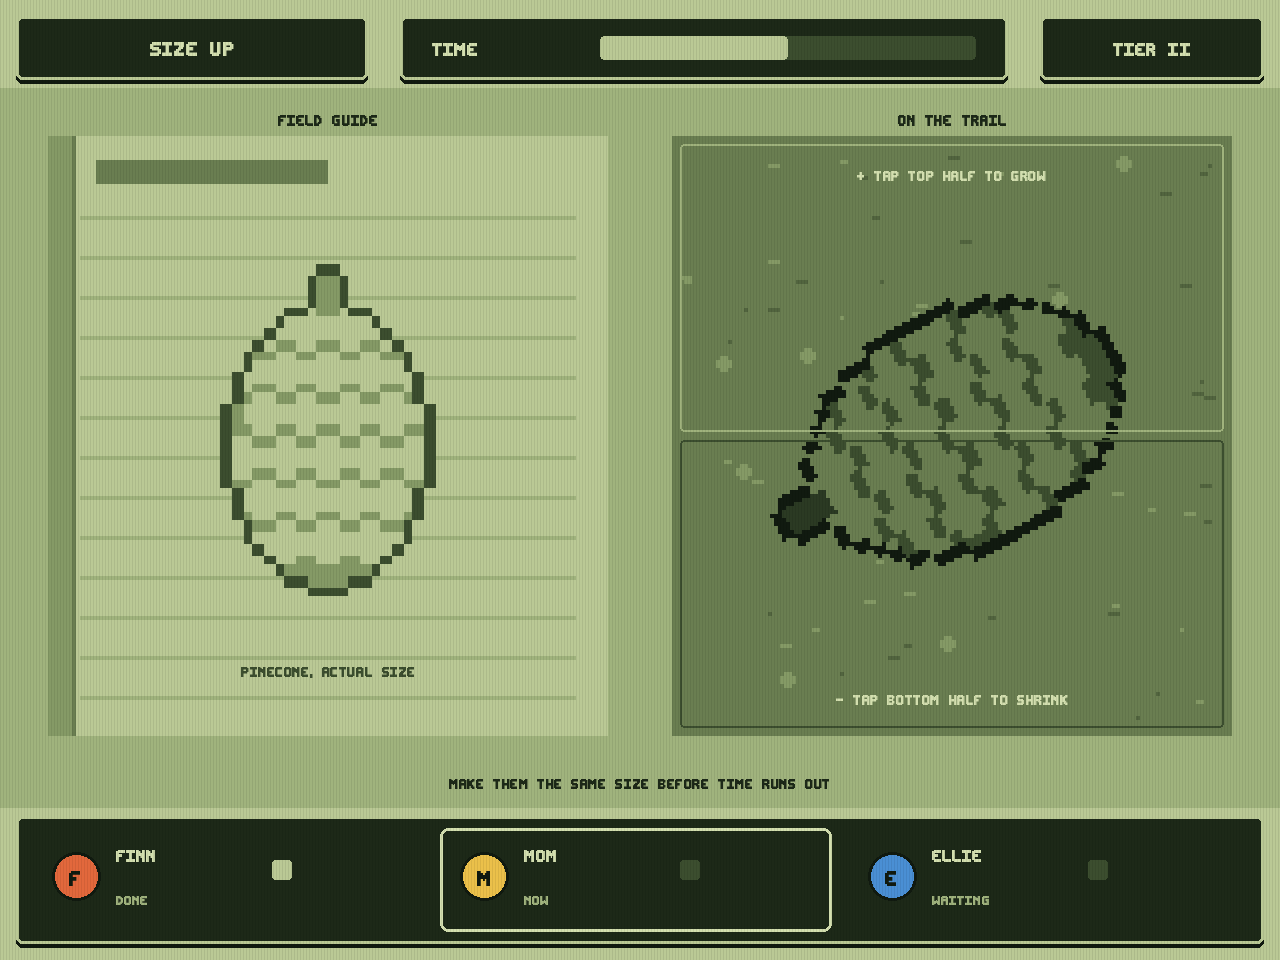 SIZE UP
TIME
TIER II
FIELD GUIDE
ON THE TRAIL
+ TAP TOP HALF TO GROW
PINECONE, ACTUAL SIZE
- TAP BOTTOM HALF TO SHRINK
MAKE THEM THE SAME SIZE BEFORE TIME RUNS OUT
F
FINN
DONE
M
MOM
NOW
E
ELLIE
WAITING